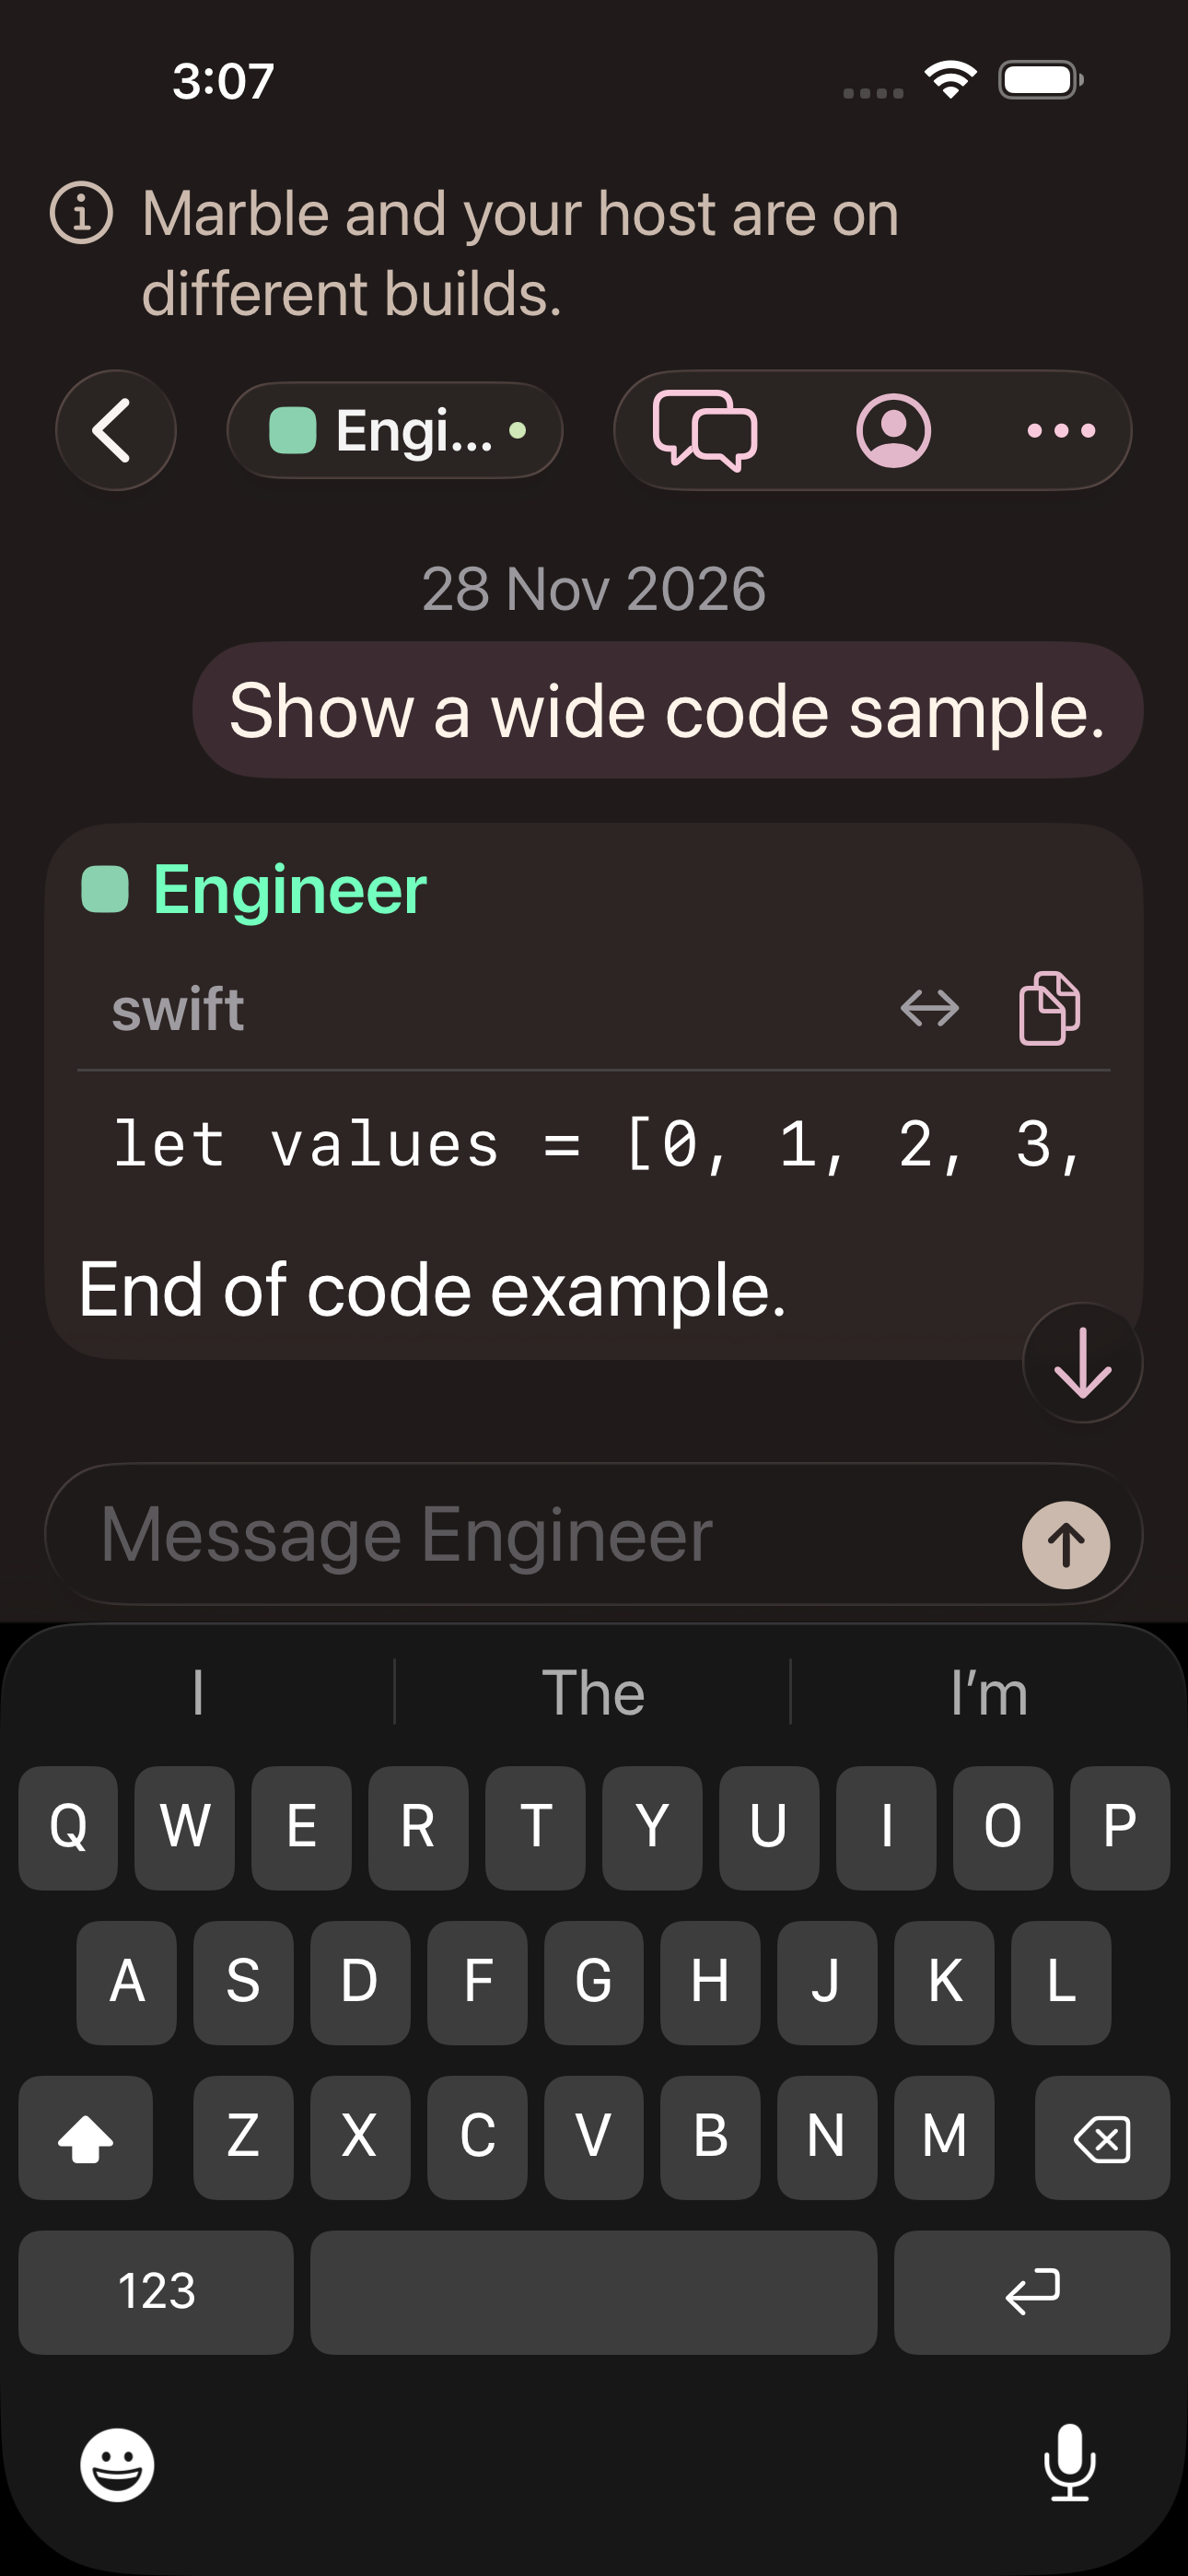 3:07
Marble and your host are on
different builds.
Engi...
28 Nov 2026
Show a wide code sample.
Engineer
swift
let values = [0, 1, 2, 3,
End of code example.
Message Engineer
I The I’m
Q W E R T Y U I O P
A S D F G H J K L
Z X C V B N M
123